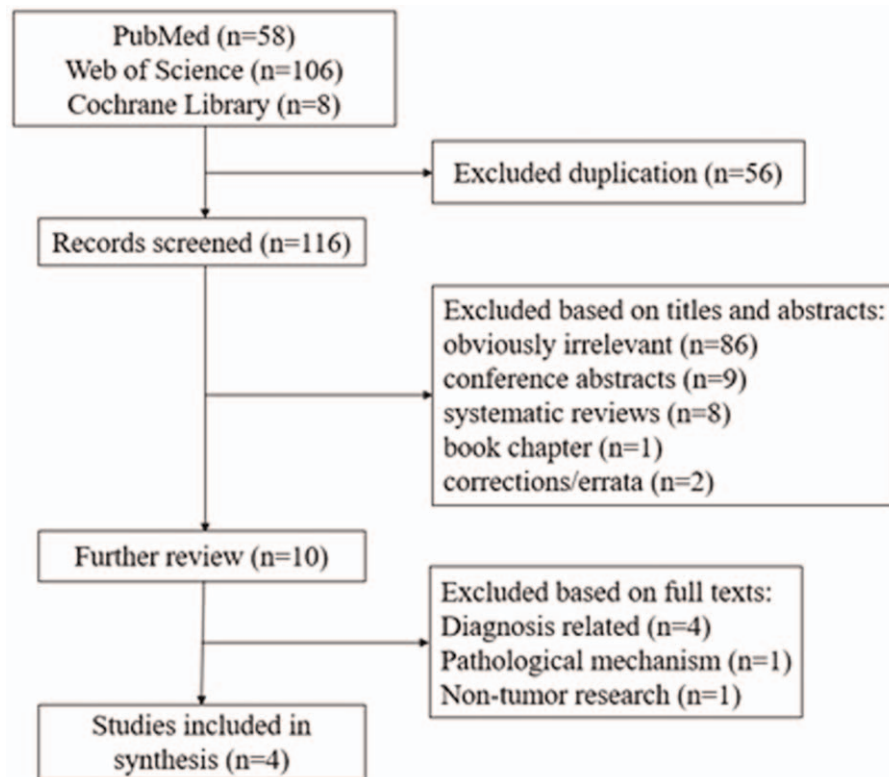 PubMed (n=58)
Web of Science (n=106)
Cochrane Library (n=8)
Excluded duplication (n=56)
Records screened (n=116)
Excluded based on titles and abstracts:
obviously irrelevant (n=86)
conference abstracts (n=9)
systematic reviews (n=8)
book chapter (n=1)
corrections/errata (n=2)
Further review (n=10)
Excluded based on full texts:
Diagnosis related (n=4)
Pathological mechanism (n=1)
Non-tumor research (n=1)
Studies included in
synthesis (n=4)